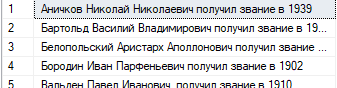 1 Аничков Николай Николаевич получил звание в 1939
2 Бартольд Василий Владимирович получил звание в 19...
3 Белопольский Аристарх Аполлонович получил звание ...
4 Бородин Иван Парфеньевич получил звание в 1902
5 Вальден Павел Иванович получил звание в 1910